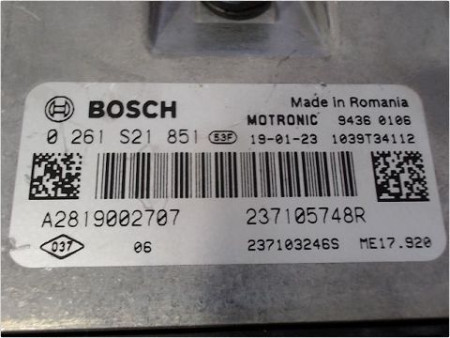 BOSCH
Made in Romania
MOTRONIC 9436 0106
0 261 S21 851 53F 19-01-23 1039T34112
A2819002707 237105748R
037 06 237103246S ME17.920